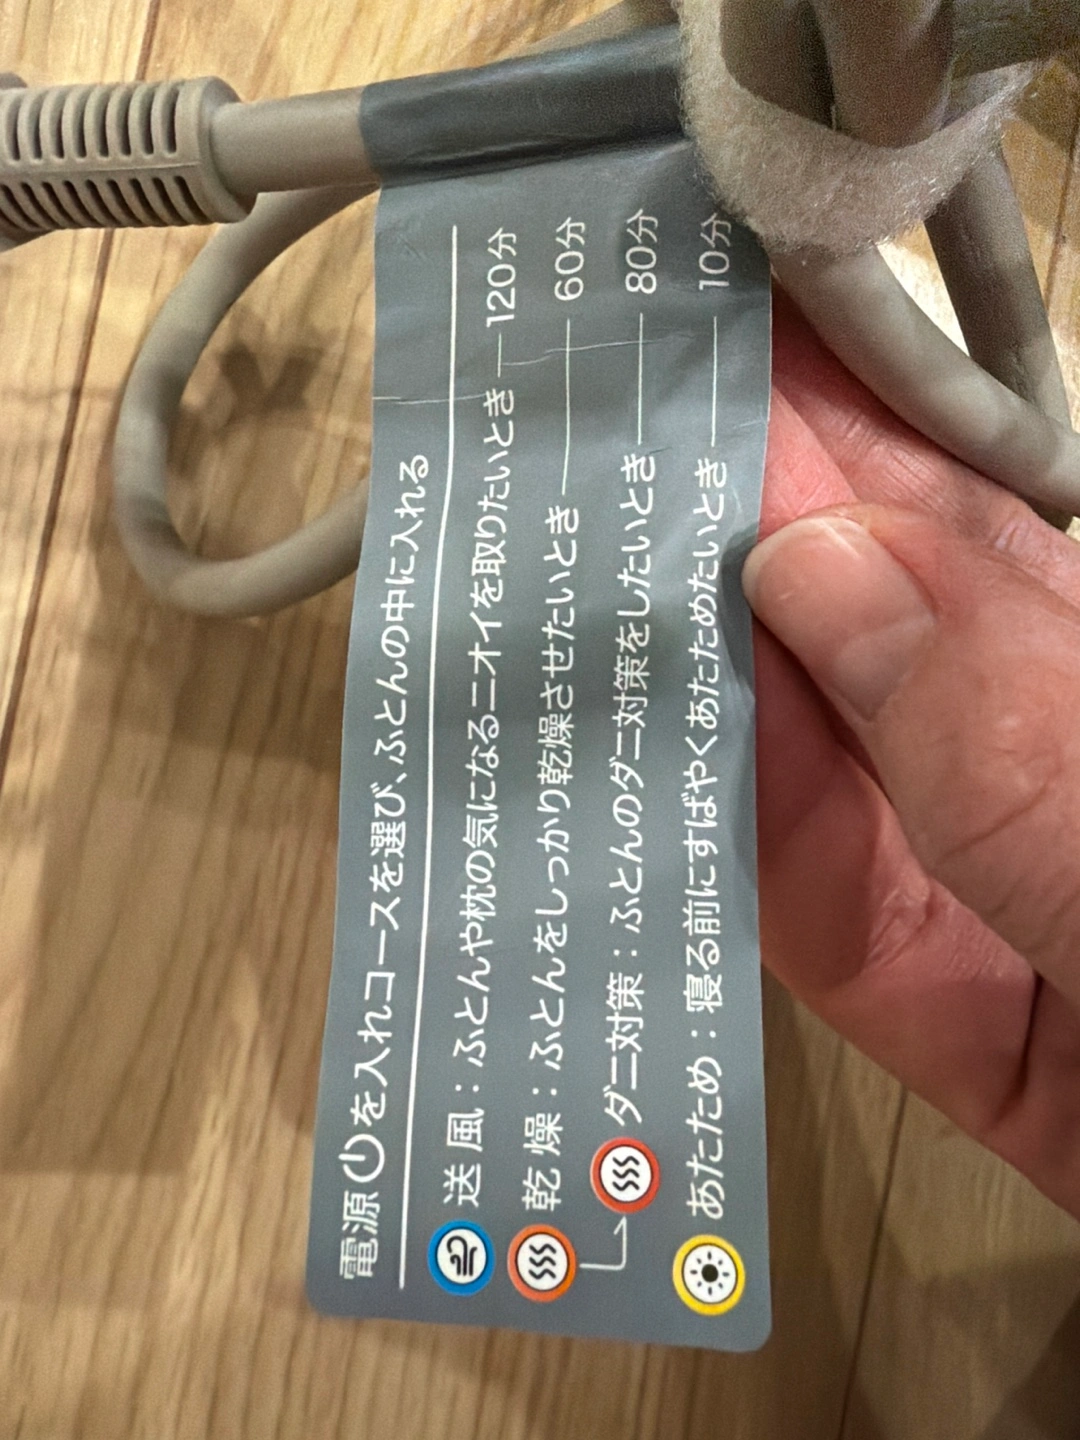 電源⏻を入れコースを選び、ふとんの中に入れる
送風：ふとんや枕の気になるニオイを取りたいとき—120分
乾燥：ふとんをしっかり乾燥させたいとき—60分
ダニ対策：ふとんのダニ対策をしたいとき—80分
あたため：寝る前にすばやくあたためたいとき—10分